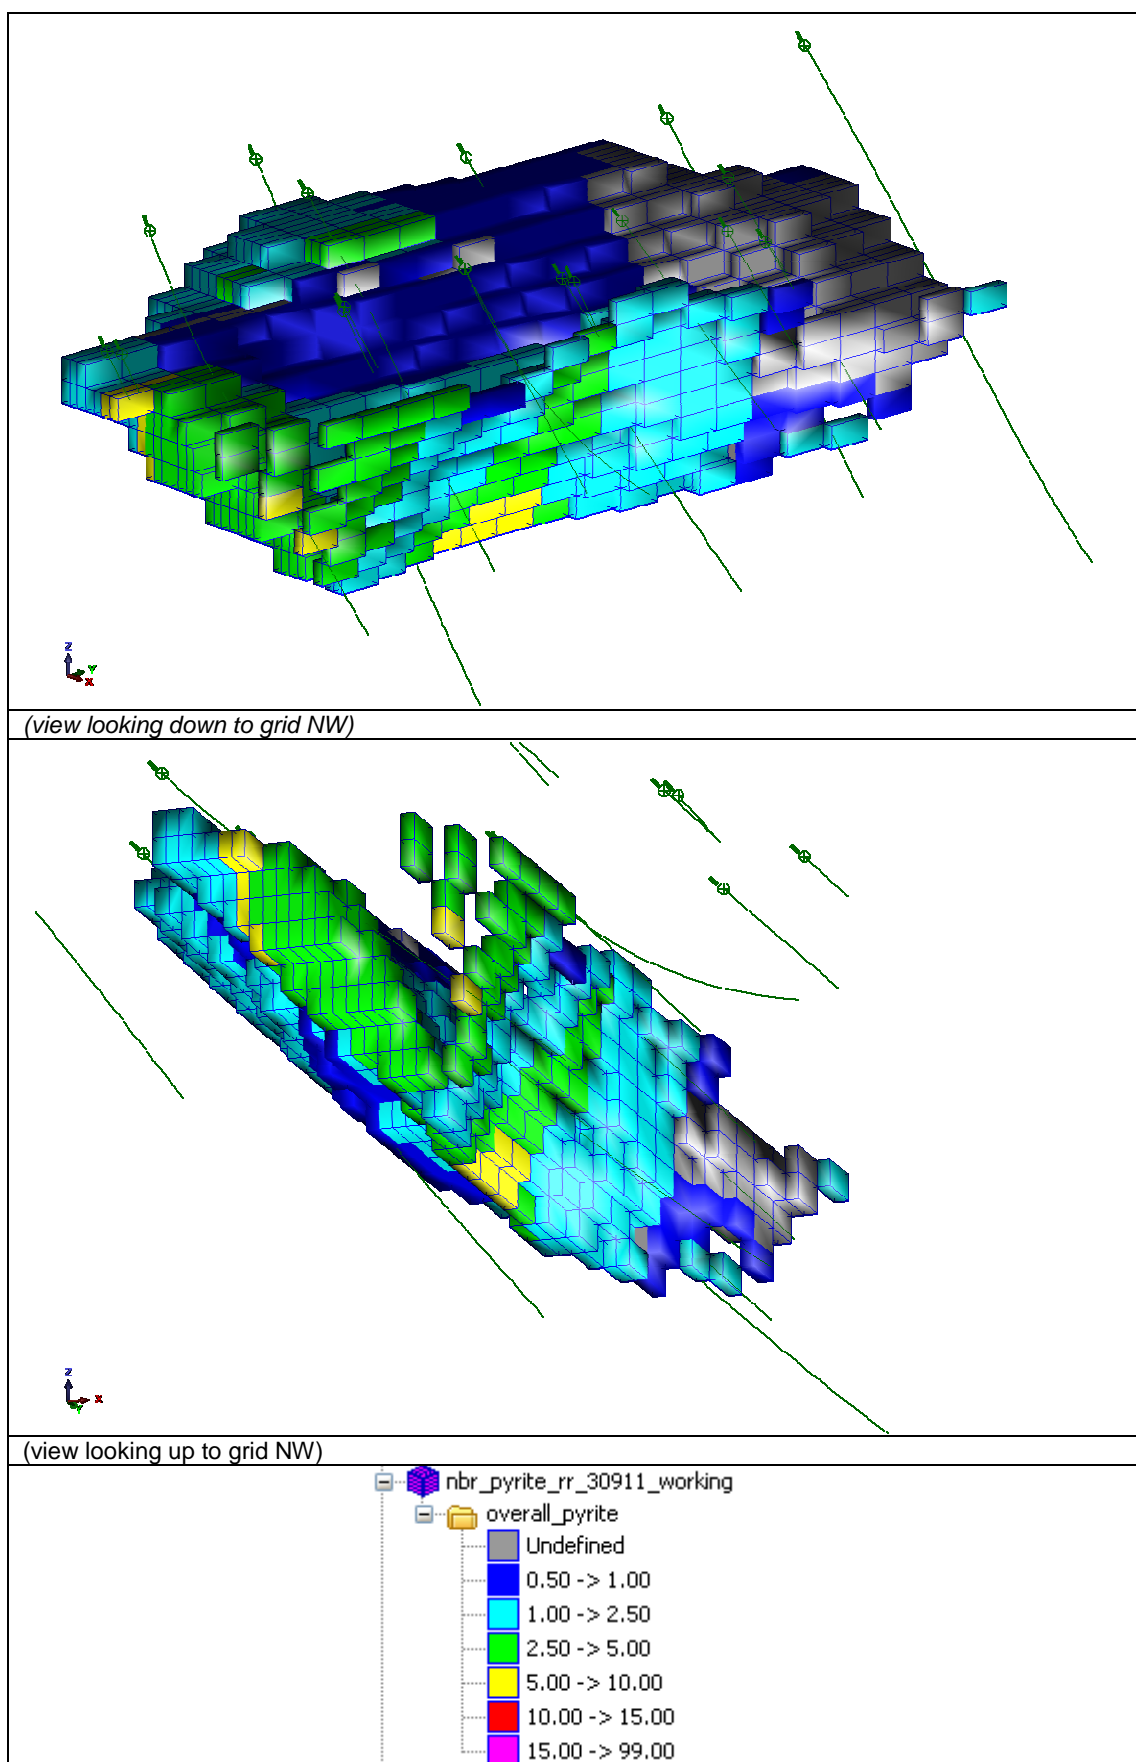 Z
Y
X
(view looking down to grid NW)
Z
X
Y
(view looking up to grid NW)
nbr_pyrite_rr_30911_working
overall_pyrite
Undefined
0.50 -> 1.00
1.00 -> 2.50
2.50 -> 5.00
5.00 -> 10.00
10.00 -> 15.00
15.00 -> 99.00